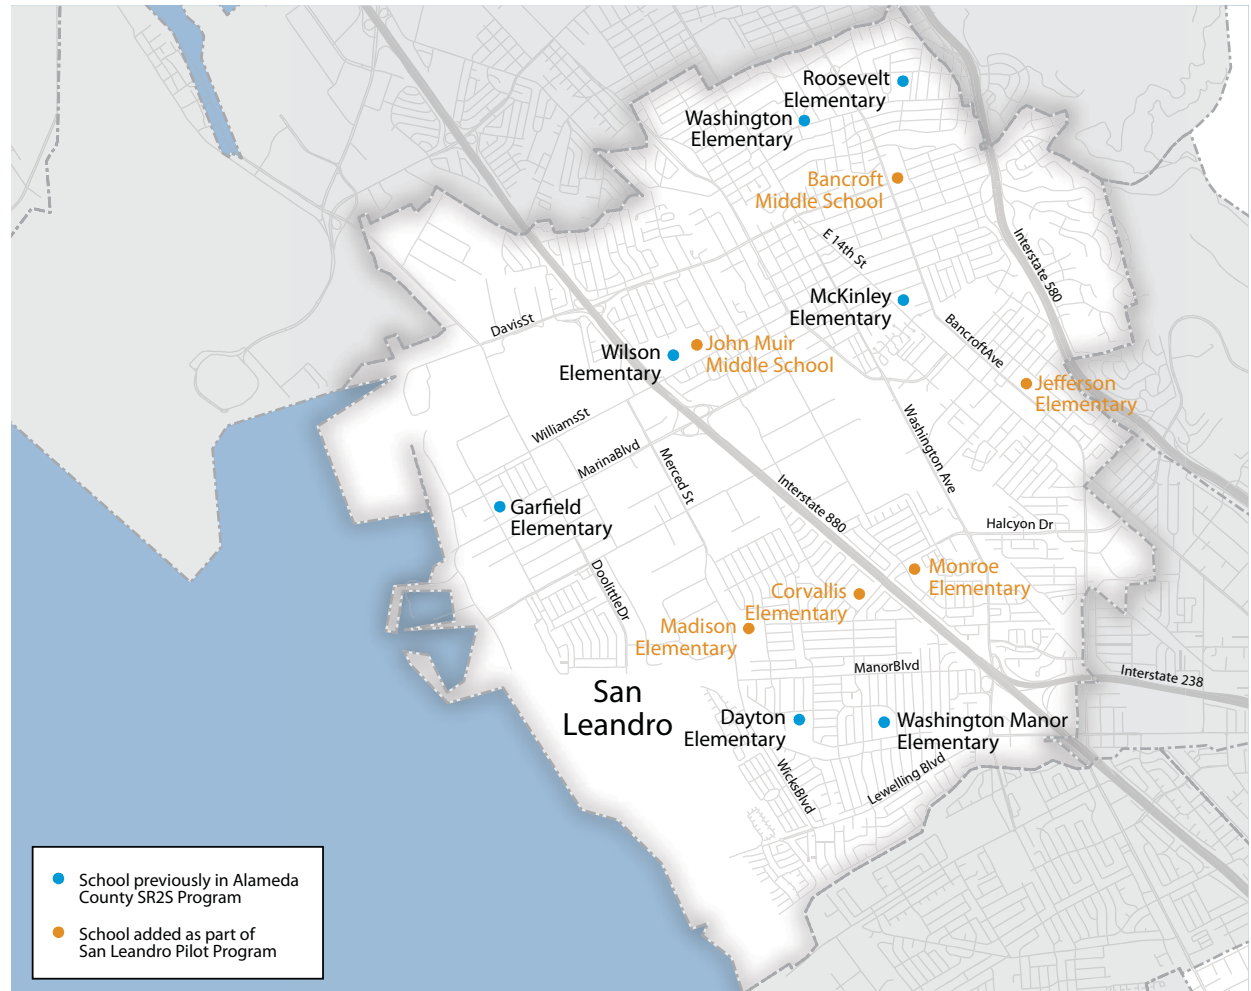 Roosevelt
Elementary
Washington
Elementary
Bancroft
Middle School
E 14th St
Interstate 580
McKinley
Elementary
DavisSt
BancroftAve
Wilson
Elementary
John Muir
Middle School
Jefferson
Elementary
WilliamsSt
MarinaBlvd
Washington Ave
Merced St
Interstate 880
Garfield
Elementary
Halcyon Dr
DoolittleDr
Monroe
Elementary
Corvallis
Elementary
Madison
Elementary
ManorBlvd
Interstate 238
San
Leandro
Dayton
Elementary
Washington Manor
Elementary
WicksBlvd
Lewelling Blvd
School previously in Alameda
County SR2S Program
School added as part of
San Leandro Pilot Program